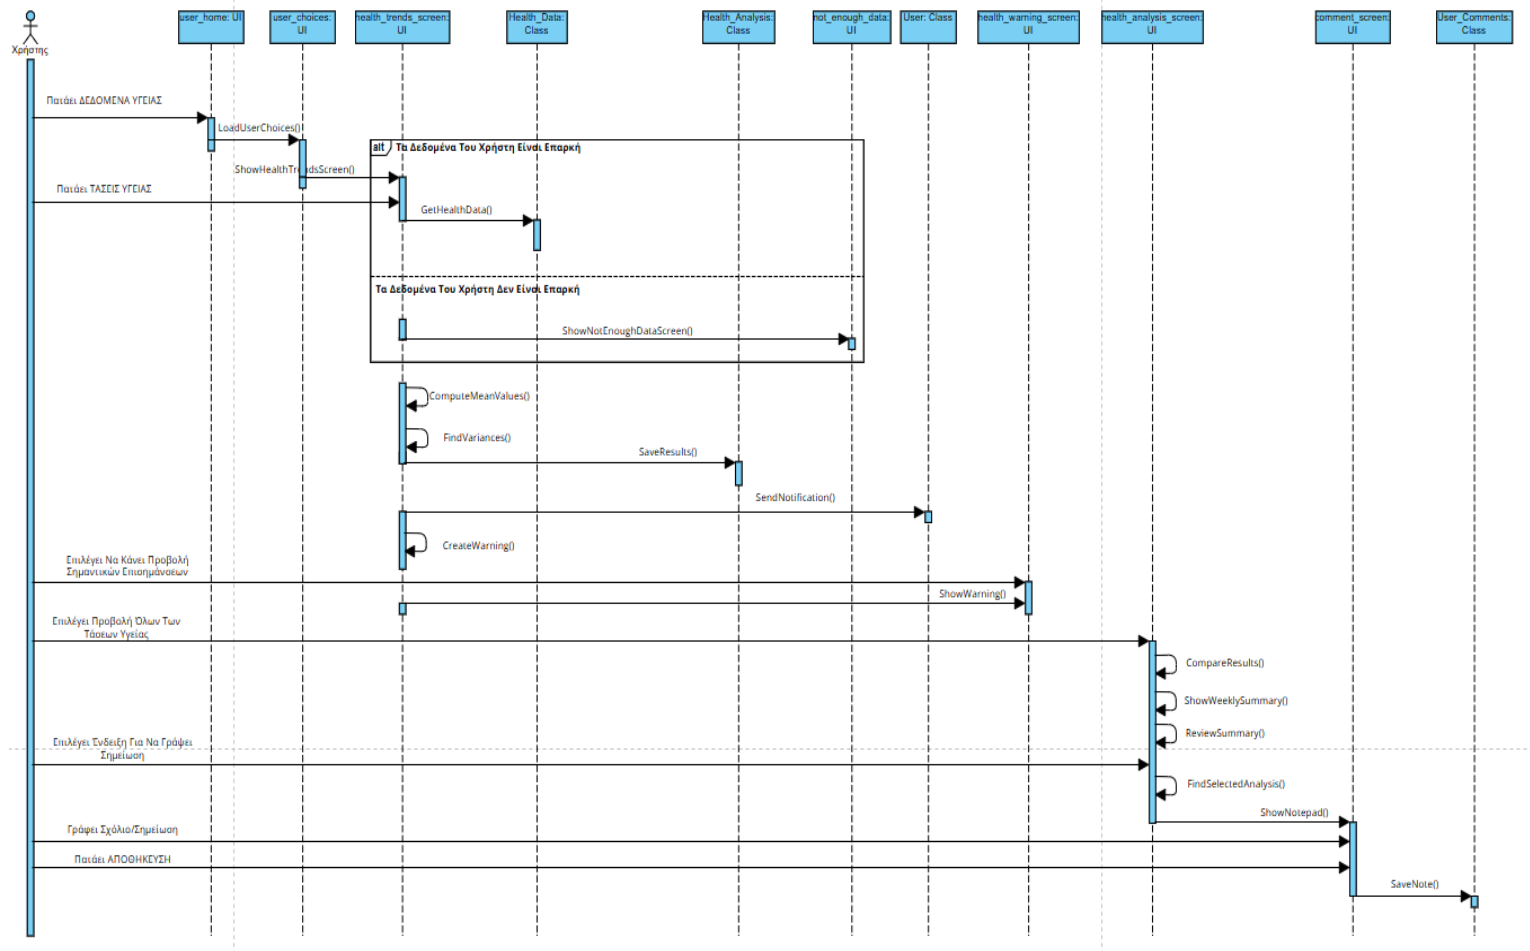 user_home: UI
user_choices:
UI
health_trends_screen:
UI
Health_Data:
Class
Health_Analysis:
Class
not_enough_data:
UI
User: Class
health_warning_screen:
UI
health_analysis_screen:
UI
comment_screen:
UI
User_Comments:
Class
Χρήστης
Πατάει ΔΕΔΟΜΕΝΑ ΥΓΕΙΑΣ
LoadUserChoices()
alt
Τα Δεδομένα Του Χρήστη Είναι Επαρκή
ShowHealthTrendsScreen()
Πατάει ΤΑΣΕΙΣ ΥΓΕΙΑΣ
GetHealthData()
Τα Δεδομένα Του Χρήστη Δεν Είναι Επαρκή
ShowNotEnoughDataScreen()
ComputeMeanValues()
FindVariances()
SaveResults()
SendNotification()
CreateWarning()
Επιλέγει Να Κάνει Προβολή
Σημαντικών Επισημάνσεων
ShowWarning()
Επιλέγει Προβολή Όλων Των
Τάσεων Υγείας
CompareResults()
ShowWeeklySummary()
ReviewSummary()
Επιλέγει Ένδειξη Για Να Γράψει
Σημείωση
FindSelectedAnalysis()
ShowNotepad()
Γράφει Σχόλιο/Σημείωση
Πατάει ΑΠΟΘΗΚΕΥΣΗ
SaveNote()